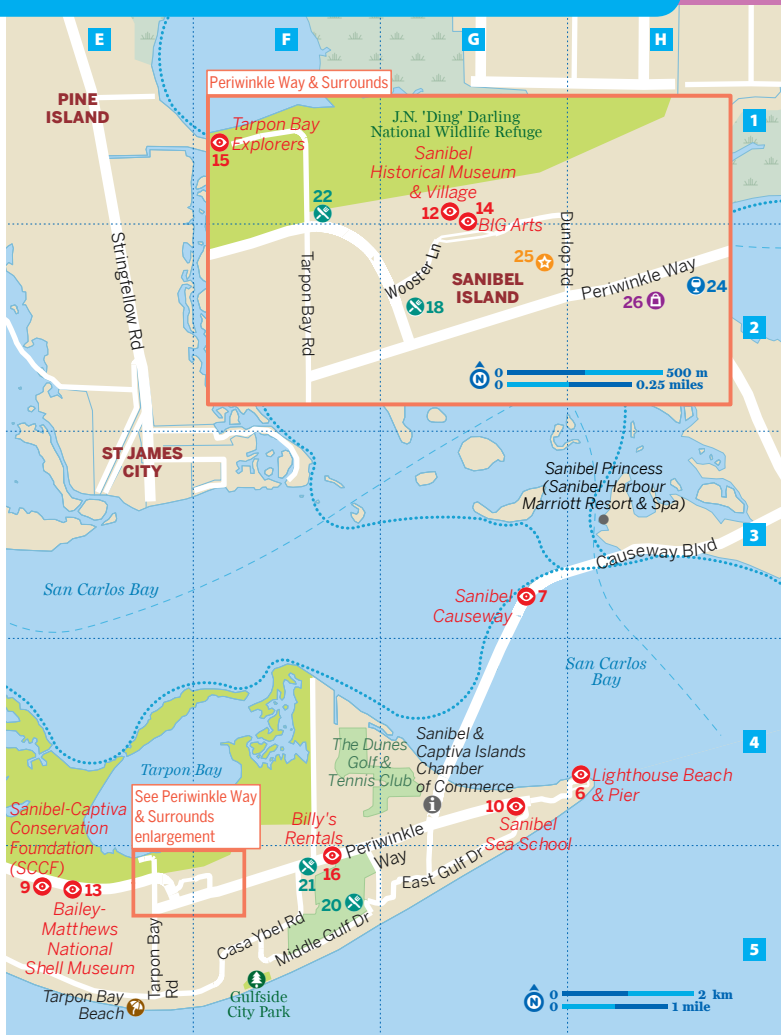 E
F
G
H
1
2
3
4
5
Periwinkle Way & Surrounds
PINE
ISLAND
Tarpon Bay
Explorers
15
J.N. 'Ding' Darling
National Wildlife Refuge
Sanibel
Historical Museum
& Village
22
12
14
BIG Arts
Stringfellow Rd
Tarpon Bay Rd
Wooster Ln
Dunlop Rd
25
SANIBEL
ISLAND
Periwinkle Way
24
26
18
N
0
500 m
0
0.25 miles
ST JAMES
CITY
Sanibel Princess
(Sanibel Harbour
Marriott Resort & Spa)
Causeway Blvd
San Carlos Bay
Sanibel
Causeway
7
San Carlos
Bay
Tarpon Bay
The Dunes
Golf &
Tennis Club
Sanibel &
Captiva Islands
Chamber
of Commerce
Lighthouse Beach
& Pier
6
See Periwinkle Way
& Surrounds
enlargement
Sanibel-Captiva
Conservation
Foundation
(SCCF)
9
13
Bailey-
Matthews
National
Shell Museum
Billy's
Rentals
16
Periwinkle
Way
10
Sanibel
Sea School
21
20
East Gulf Dr
Middle Gulf Dr
Casa Ybel Rd
Tarpon Bay
Rd
Tarpon Bay
Beach
Gulfside
City Park
N
0
2 km
0
1 mile